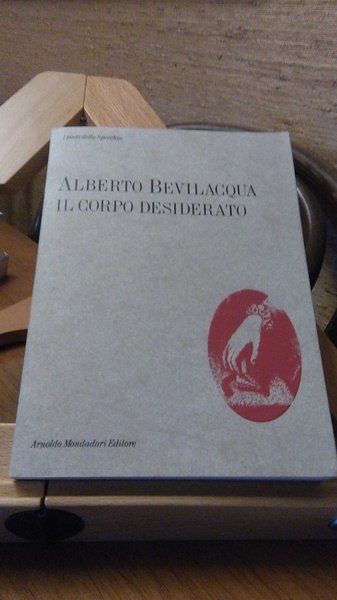 I poeti dello Specchio
ALBERTO BEVILACQUA
IL CORPO DESIDERATO
Arnoldo Mondadori Editore